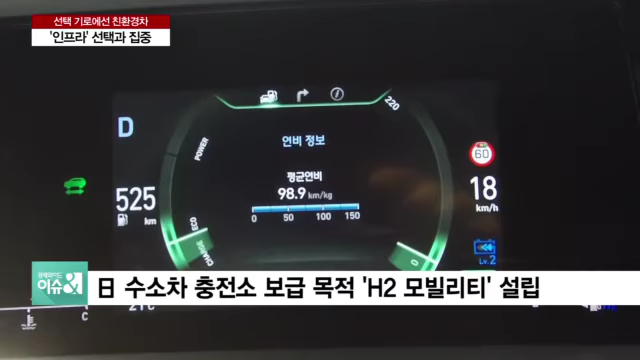 선택 기로에선 친환경차
'인프라' 선택과 집중
220
D
POWER
연비 정보
60
평균연비
98.9 km/kg
525
km
18
km/h
0 50 100 150
ECO
CHARGE
0
Lv.2
이슈&
日 수소차 충전소 보급 목적 'H2 모빌리티' 설립
C
21℃